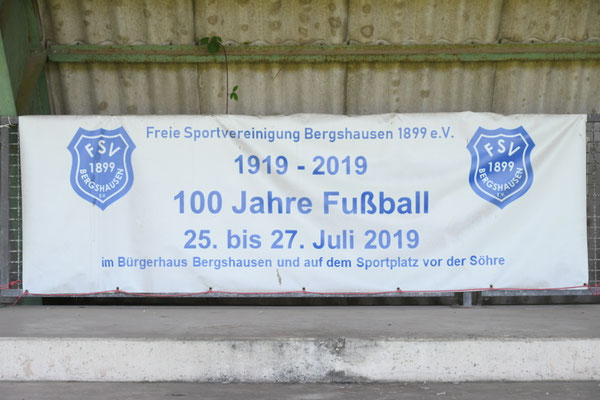 Freie Sportvereinigung Bergshausen 1899 e.V.
1919 - 2019
100 Jahre Fußball
25. bis 27. Juli 2019
im Bürgerhaus Bergshausen und auf dem Sportplatz vor der Söhre
FSV
1899
BERGSHAUSEN
e.V.
FSV
1899
BERGSHAUSEN
e.V.